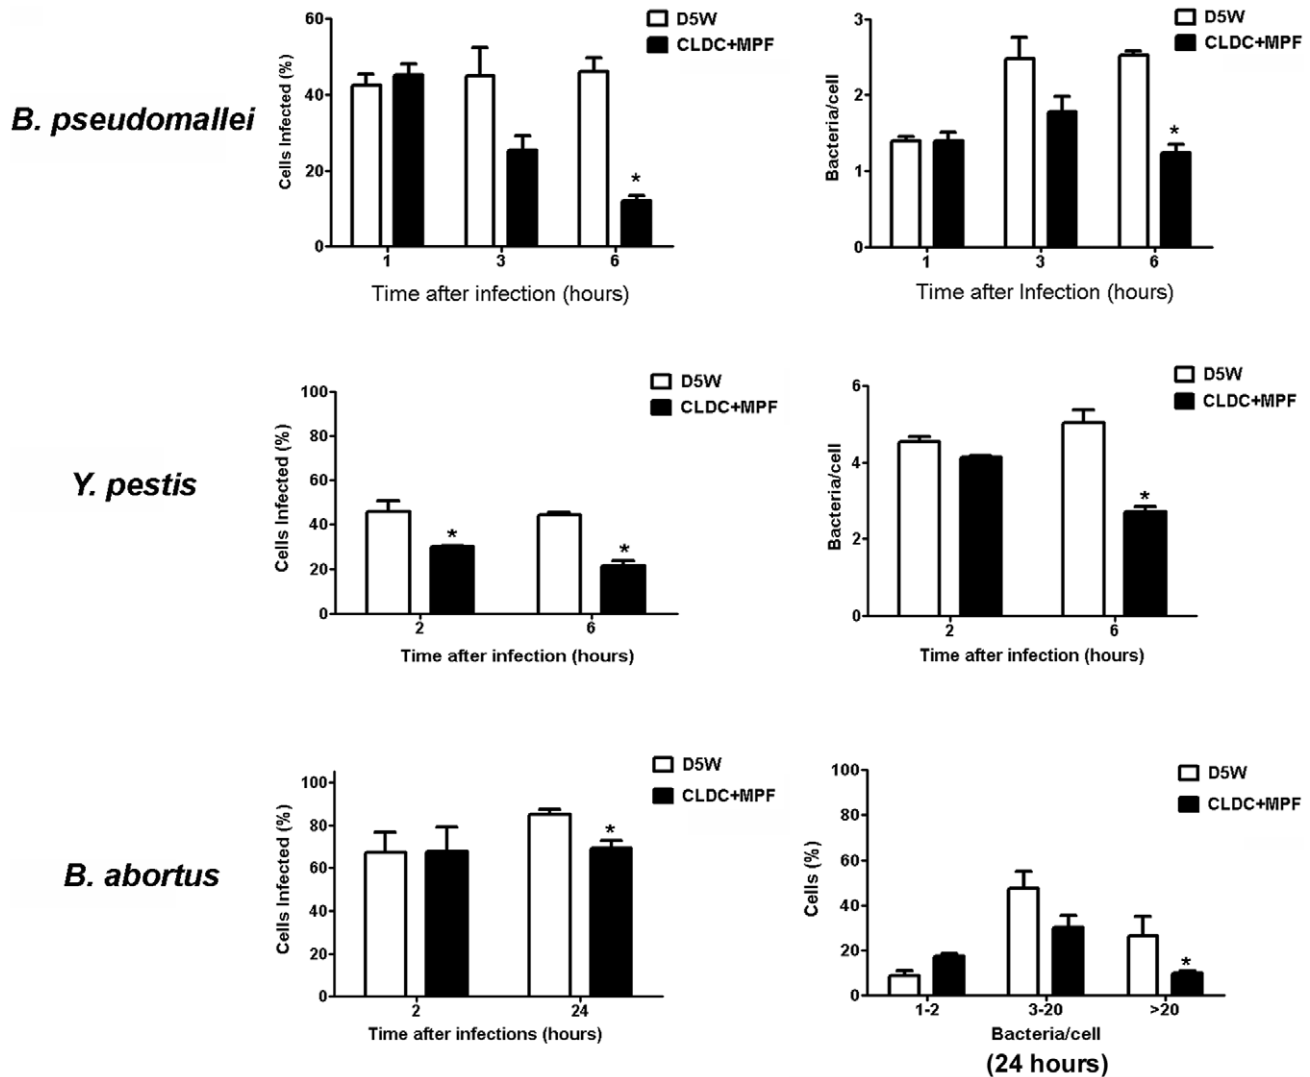 B. pseudomallei
60
40
20
0
Cells Infected (%)
D5W
CLDC+MPF
*
1 3 6
Time after infection (hours)
3
2
1
0
Bacteria/cell
D5W
CLDC+MPF
*
1 3 6
Time after Infection (hours)
Y. pestis
100
80
60
40
20
0
Cells Infected (%)
D5W
CLDC+MPF
* *
2 6
Time after infection (hours)
6
4
2
0
Bacteria/cell
D5W
CLDC+MPF
*
2 6
Time after infection (hours)
B. abortus
100
80
60
40
20
0
Cells Infected (%)
D5W
CLDC+MPF
*
2 24
Time after infections (hours)
100
80
60
40
20
0
Cells (%)
D5W
CLDC+MPF
*
1-2 3-20 >20
Bacteria/cell
(24 hours)